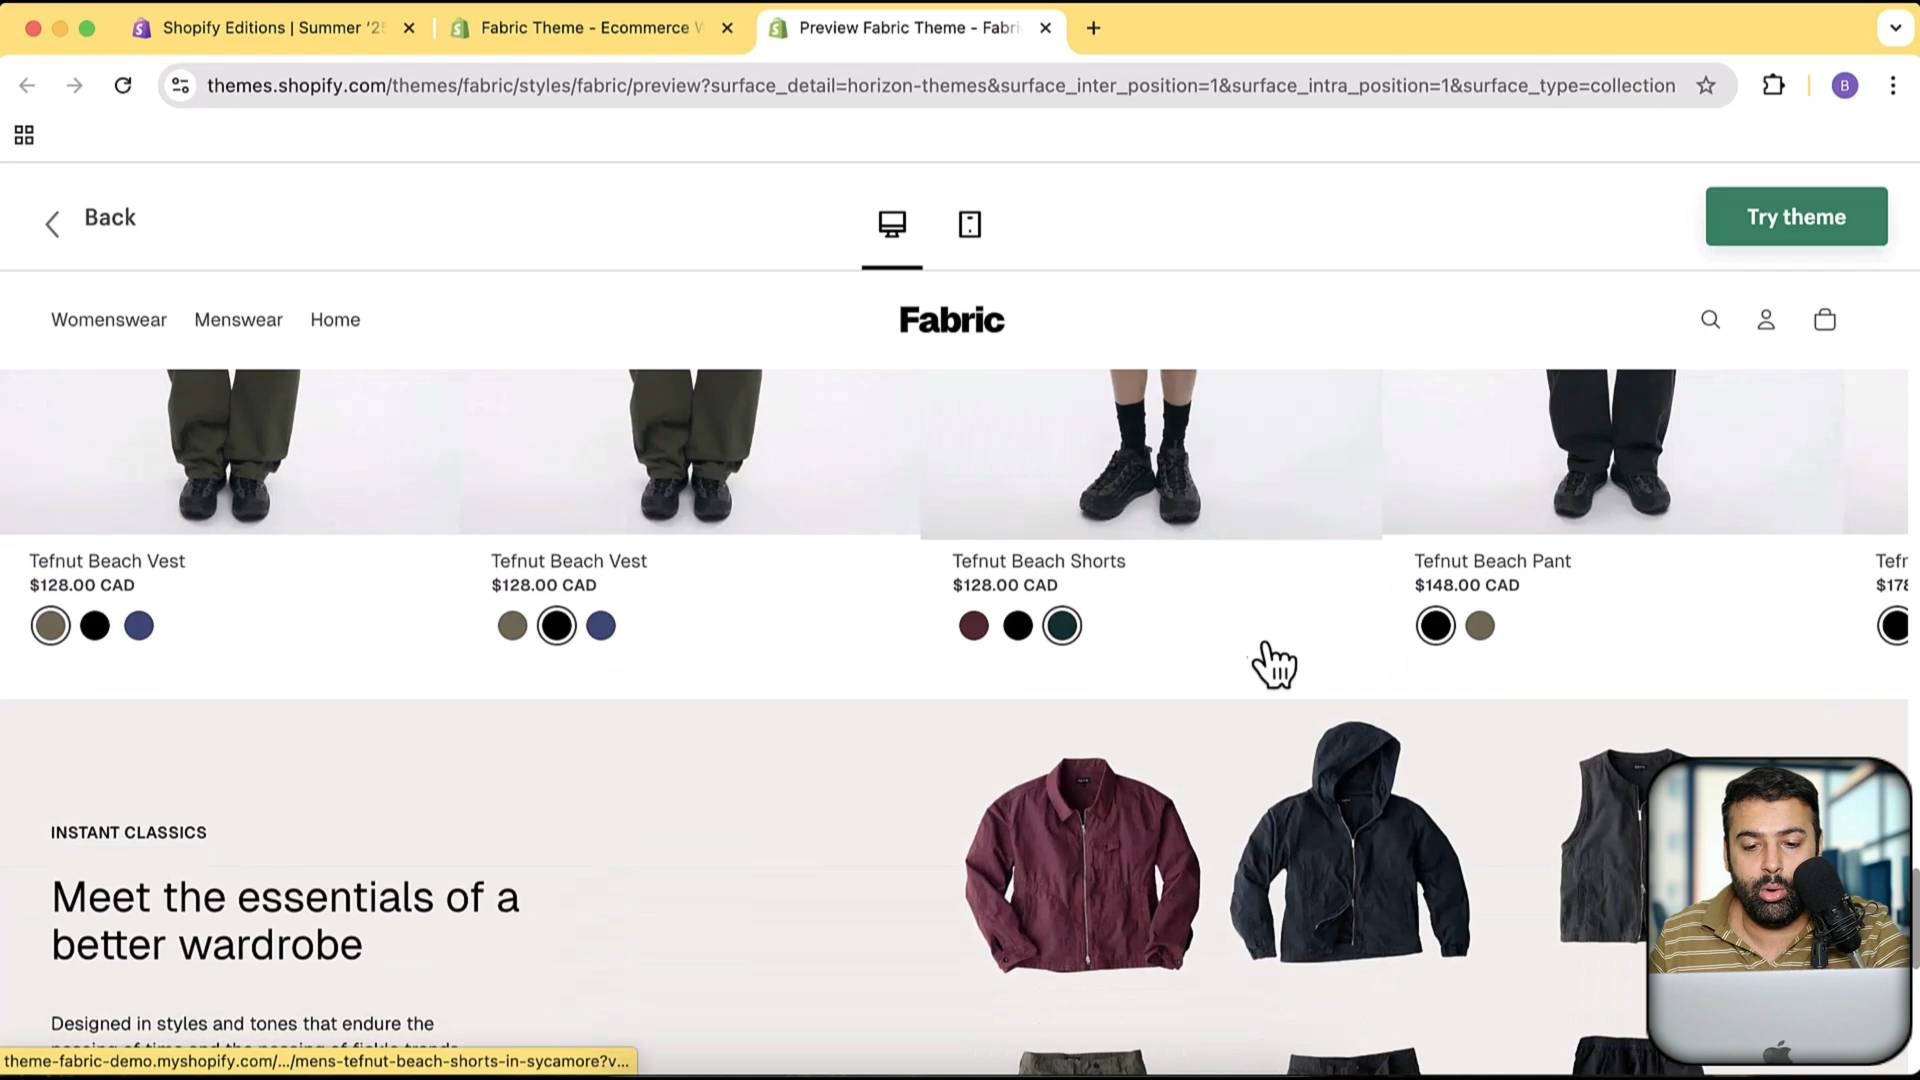 Shopify Editions | Summer '25
Fabric Theme - Ecommerce W
Preview Fabric Theme - Fabri
themes.shopify.com/themes/fabric/styles/fabric/preview?surface_detail=horizon-themes&surface_inter_position=1&surface_intra_position=1&surface_type=collection
B
Back
Try theme
Womenswear Menswear Home
Fabric
Tefnut Beach Vest
$128.00 CAD
Tefnut Beach Vest
$128.00 CAD
Tefnut Beach Shorts
$128.00 CAD
Tefnut Beach Pant
$148.00 CAD
Tefr
$178
INSTANT CLASSICS
Meet the essentials of a
better wardrobe
Designed in styles and tones that endure the
theme-fabric-demo.myshopify.com/.../mens-tefnut-beach-shorts-in-sycamore?v...